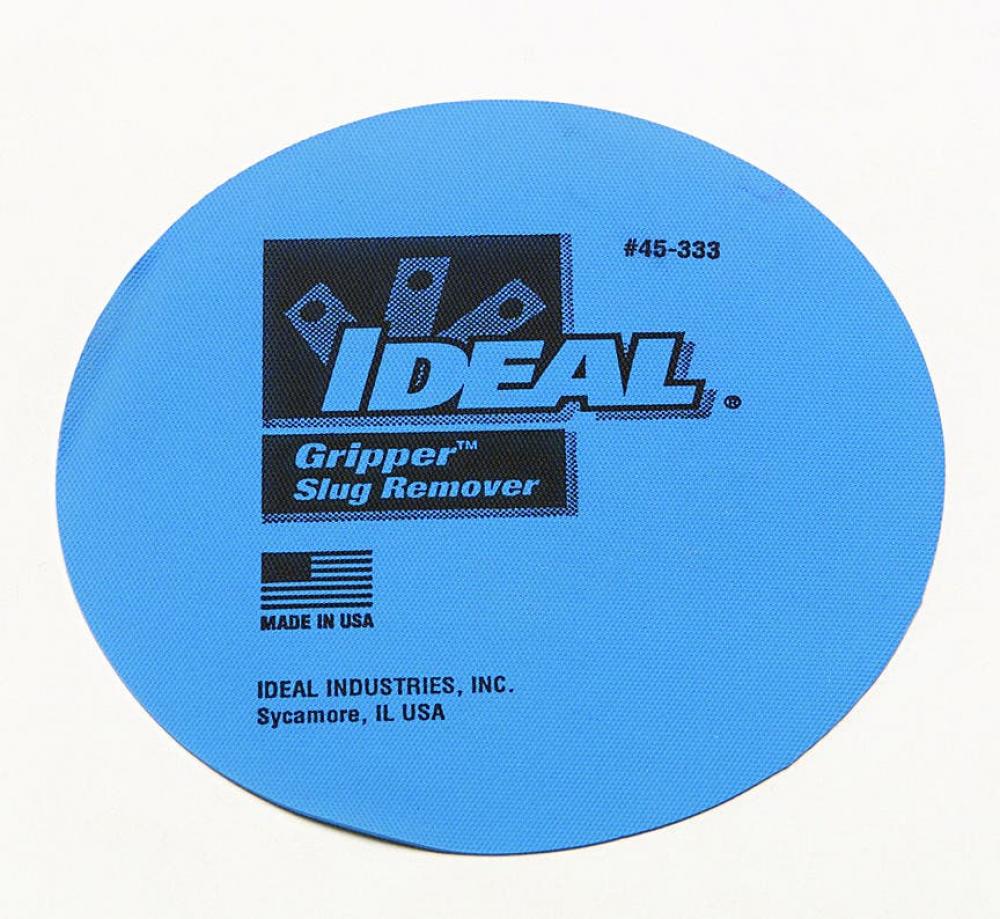 #45-333
IDEAL®
Gripper™
Slug Remover
MADE IN USA
IDEAL INDUSTRIES, INC.
Sycamore, IL USA